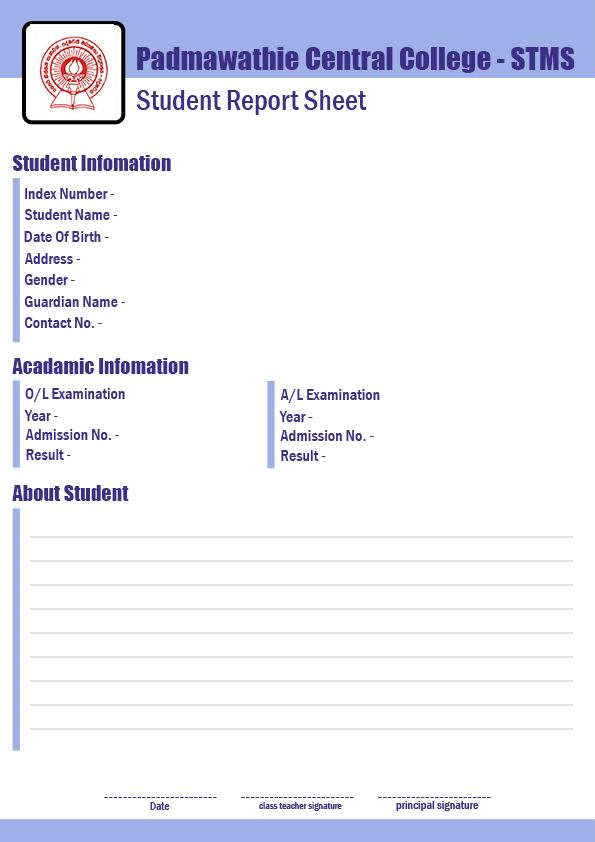 Padmawathie Central College - STMS
Student Report Sheet
Student Infomation
Index Number -
Student Name -
Date Of Birth -
Address -
Gender -
Guardian Name -
Contact No. -
Acadamic Infomation
O/L Examination
Year -
Admission No. -
Result -
A/L Examination
Year -
Admission No. -
Result -
About Student
Date
class teacher signature
principal signature